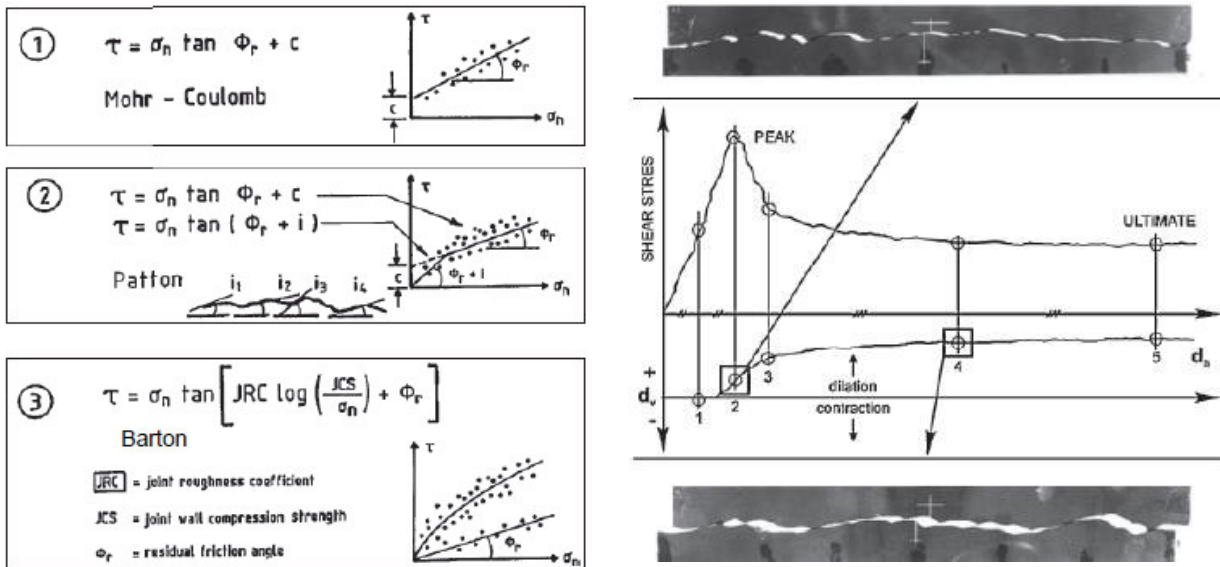 1
τ = σn tan Φr + c
Mohr - Coulomb
τ
c
Φr
σn
2
τ = σn tan Φr + c
τ = σn tan ( Φr + i )
Patton
i1 i2 i3 i4
τ
c
Φr
Φr + i
σn
3
τ = σn tan [ JRC log ( JCS / σn ) + Φr ]
Barton
JRC = joint roughness coefficient
JCS = joint wall compression strength
Φr = residual friction angle
τ
Φr
σn
SHEAR STRES
PEAK
ULTIMATE
1
2
3
4
5
dh
+
dv
-
dilation
contraction